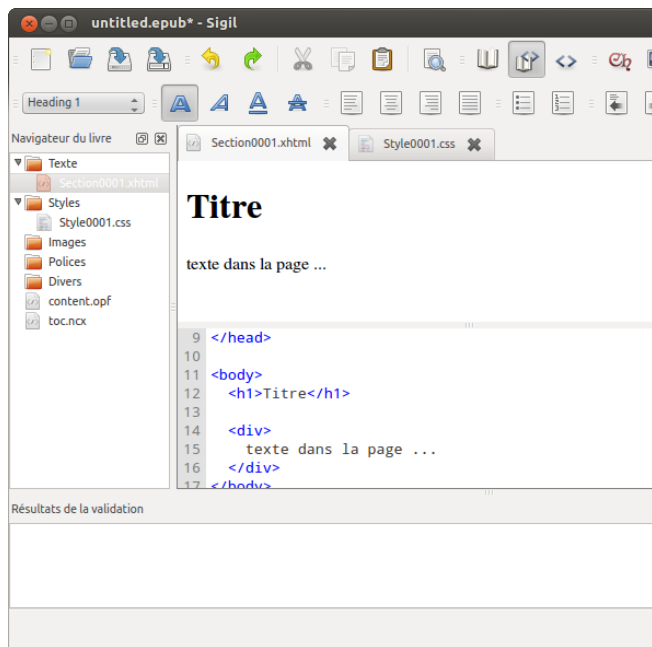 untitled.epub* - Sigil
Heading 1
A A A A
Navigateur du livre
Section0001.xhtml
Style0001.css
Texte
Section0001.xhtml
Styles
Style0001.css
Images
Polices
Divers
content.opf
toc.ncx
Titre
texte dans la page ...
9 </head>
10
11 <body>
12 <h1>Titre</h1>
13
14 <div>
15 texte dans la page ...
16 </div>
17 </body>
Résultats de la validation